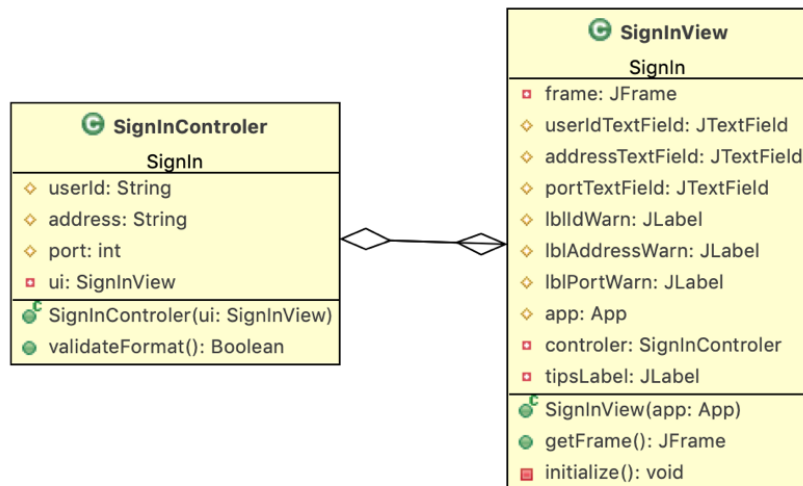 SignInControler
SignIn
userId: String
address: String
port: int
ui: SignInView
SignInControler(ui: SignInView)
validateFormat(): Boolean
SignInView
SignIn
frame: JFrame
userIdTextField: JTextField
addressTextField: JTextField
portTextField: JTextField
lblIdWarn: JLabel
lblAddressWarn: JLabel
lblPortWarn: JLabel
app: App
controler: SignInControler
tipsLabel: JLabel
SignInView(app: App)
getFrame(): JFrame
initialize(): void